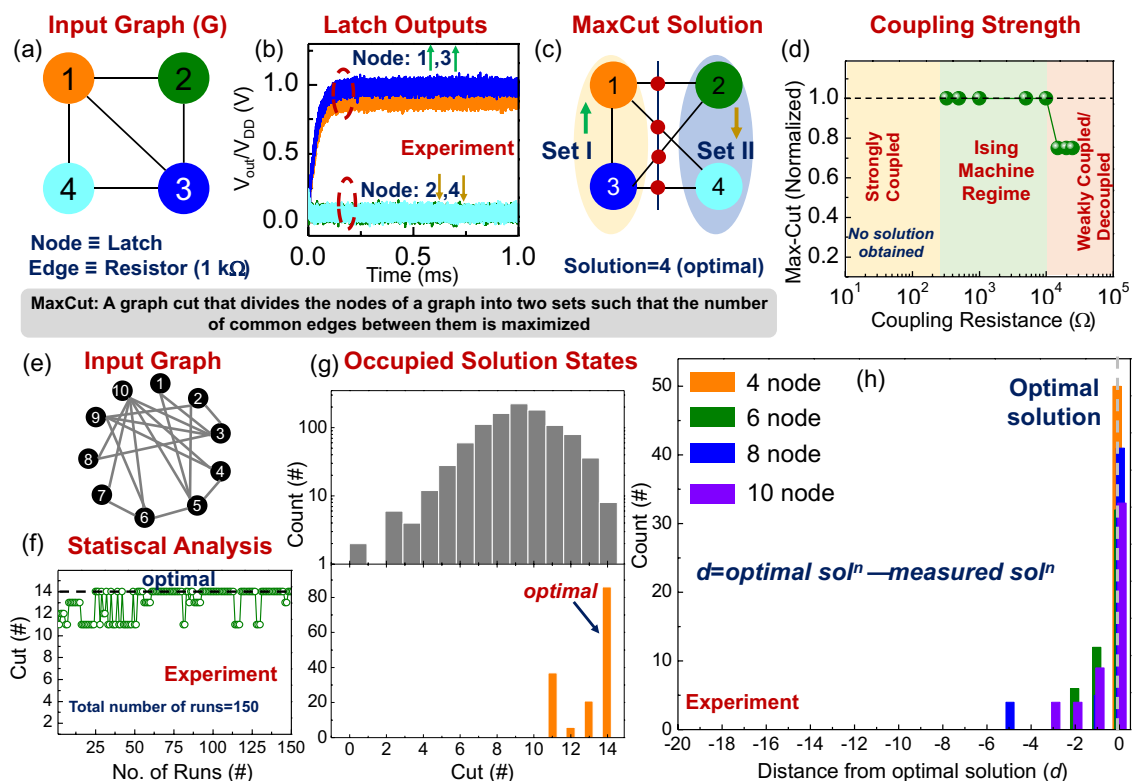 Input Graph (G)
Latch Outputs
MaxCut Solution
Coupling Strength
(a)
1
2
4
3
Node ≡ Latch
Edge ≡ Resistor (1 kΩ)
(b)
Node: 1,3
Experiment
Node: 2,4
V_out/V_DD (V)
1.0
0.5
0.0
0.0
0.5
1.0
Time (ms)
(c)
1
2
Set I
Set II
3
4
Solution=4 (optimal)
(d)
Max-Cut (Normalized)
1.0
0.8
0.6
0.4
0.2
Strongly
Coupled
Ising
Machine
Regime
Weakly Coupled/
Decoupled
No solution
obtained
10^1 10^2 10^3 10^4 10^5
Coupling Resistance (Ω)
MaxCut: A graph cut that divides the nodes of a graph into two sets such that the number
of common edges between them is maximized
(e)
Input Graph
1
2
3
4
5
6
7
8
9
10
(f)
Statiscal Analysis
optimal
Cut (#)
14
12
14
10
8
6
4
2
Experiment
Total number of runs=150
25 50 75 100 125 150
No. of Runs (#)
(g)
Occupied Solution States
Count (#)
100
10
1
optimal
Count (#)
80
60
40
20
0
0 2 4 6 8 10 12 14
Cut (#)
(h)
4 node
6 node
8 node
10 node
Optimal
solution
Count (#)
50
40
30
20
10
0
d=optimal solⁿ —measured solⁿ
Experiment
-20 -18 -16 -14 -12 -10 -8 -6 -4 -2 0
Distance from optimal solution (d)